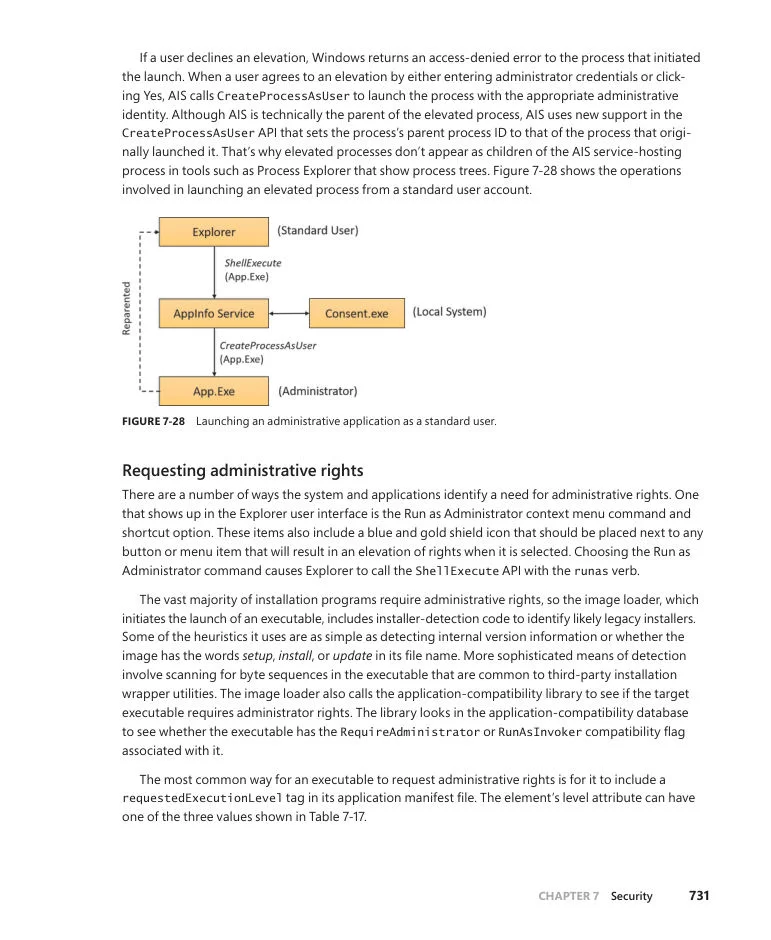 If a user declines an elevation, Windows returns an access-denied error to the process that initiated
the launch. When a user agrees to an elevation by either entering administrator credentials or click-
ing Yes, AIS calls CreateProcessAsUser to launch the process with the appropriate administrative
identity. Although AIS is technically the parent of the elevated process, AIS uses new support in the
CreateProcessAsUser API that sets the process’s parent process ID to that of the process that origi-
nally launched it. That’s why elevated processes don’t appear as children of the AIS service-hosting
process in tools such as Process Explorer that show process trees. Figure 7-28 shows the operations
involved in launching an elevated process from a standard user account.
Explorer (Standard User)
ShellExecute
(App.Exe)
Reparented
AppInfo Service Consent.exe (Local System)
CreateProcessAsUser
(App.Exe)
App.Exe (Administrator)
FIGURE 7-28 Launching an administrative application as a standard user.
Requesting administrative rights
There are a number of ways the system and applications identify a need for administrative rights. One
that shows up in the Explorer user interface is the Run as Administrator context menu command and
shortcut option. These items also include a blue and gold shield icon that should be placed next to any
button or menu item that will result in an elevation of rights when it is selected. Choosing the Run as
Administrator command causes Explorer to call the ShellExecute API with the runas verb.
The vast majority of installation programs require administrative rights, so the image loader, which
initiates the launch of an executable, includes installer-detection code to identify likely legacy installers.
Some of the heuristics it uses are as simple as detecting internal version information or whether the
image has the words setup, install, or update in its file name. More sophisticated means of detection
involve scanning for byte sequences in the executable that are common to third-party installation
wrapper utilities. The image loader also calls the application-compatibility library to see if the target
executable requires administrator rights. The library looks in the application-compatibility database
to see whether the executable has the RequireAdministrator or RunAsInvoker compatibility flag
associated with it.
The most common way for an executable to request administrative rights is for it to include a
requestedExecutionLevel tag in its application manifest file. The element’s level attribute can have
one of the three values shown in Table 7-17.
CHAPTER 7 Security 731